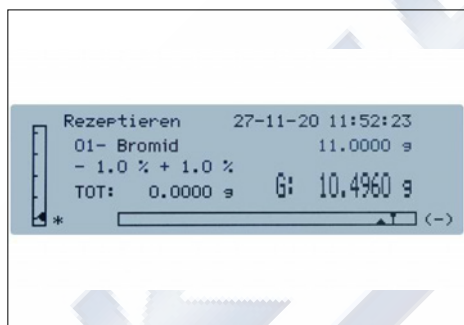 Rezeptieren 27-11-20 11:52:23
01- Bromid 11.0000 g
- 1.0 % + 1.0 %
TOT: 0.0000 g G: 10.4960 g
* (-)